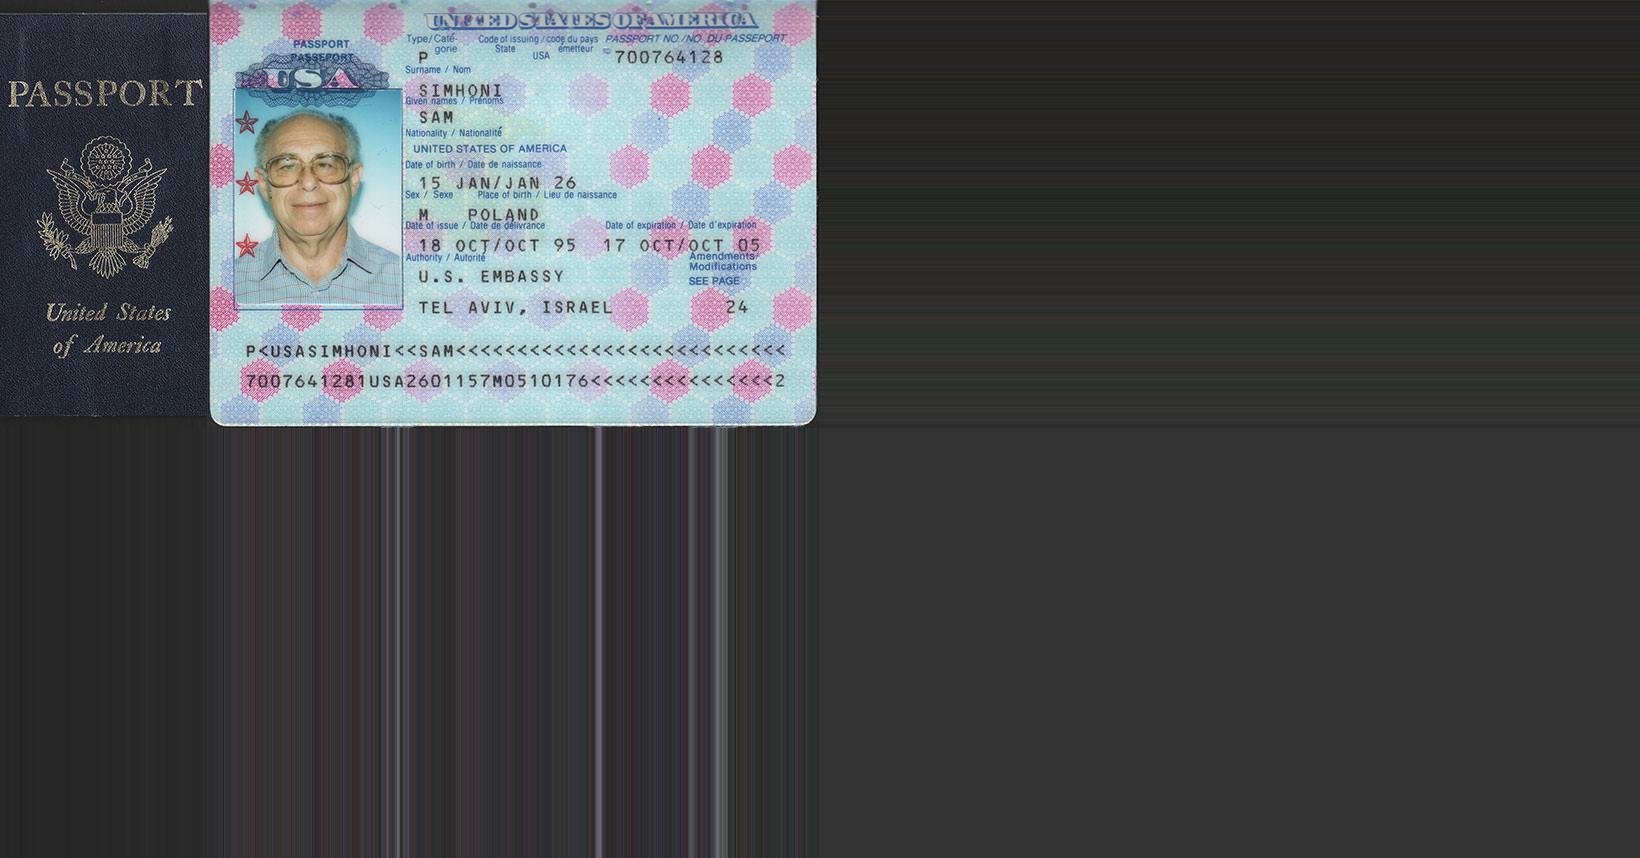 PASSPORT
United States
of America
UNITED STATES OF AMERICA
PASSPORT
PASSEPORT
USA
Type/Caté-
gorie
Code of issuing / code du pays
State
émetteur
PASSPORT NO./NO. DU PASSEPORT
P
USA
700764128
Surname / Nom
SIMHONI
Given names / Prénoms
SAM
Nationality / Nationalité
UNITED STATES OF AMERICA
Date of birth / Date de naissance
15 JAN/JAN 26
Sex / Sexe
Place of birth / Lieu de naissance
M POLAND
Date of issue / Date de délivrance
Date of expiration / Date d'expiration
18 OCT/OCT 95 17 OCT/OCT 05
Authority / Autorité
Amendments/
Modifications
U.S. EMBASSY
SEE PAGE
TEL AVIV, ISRAEL
24
P<USASIMHONI<<SAM<<<<<<<<<<<<<<<<<<<<<<<<<<<
7007641281USA2601157M0510176<<<<<<<<<<<<<<<2